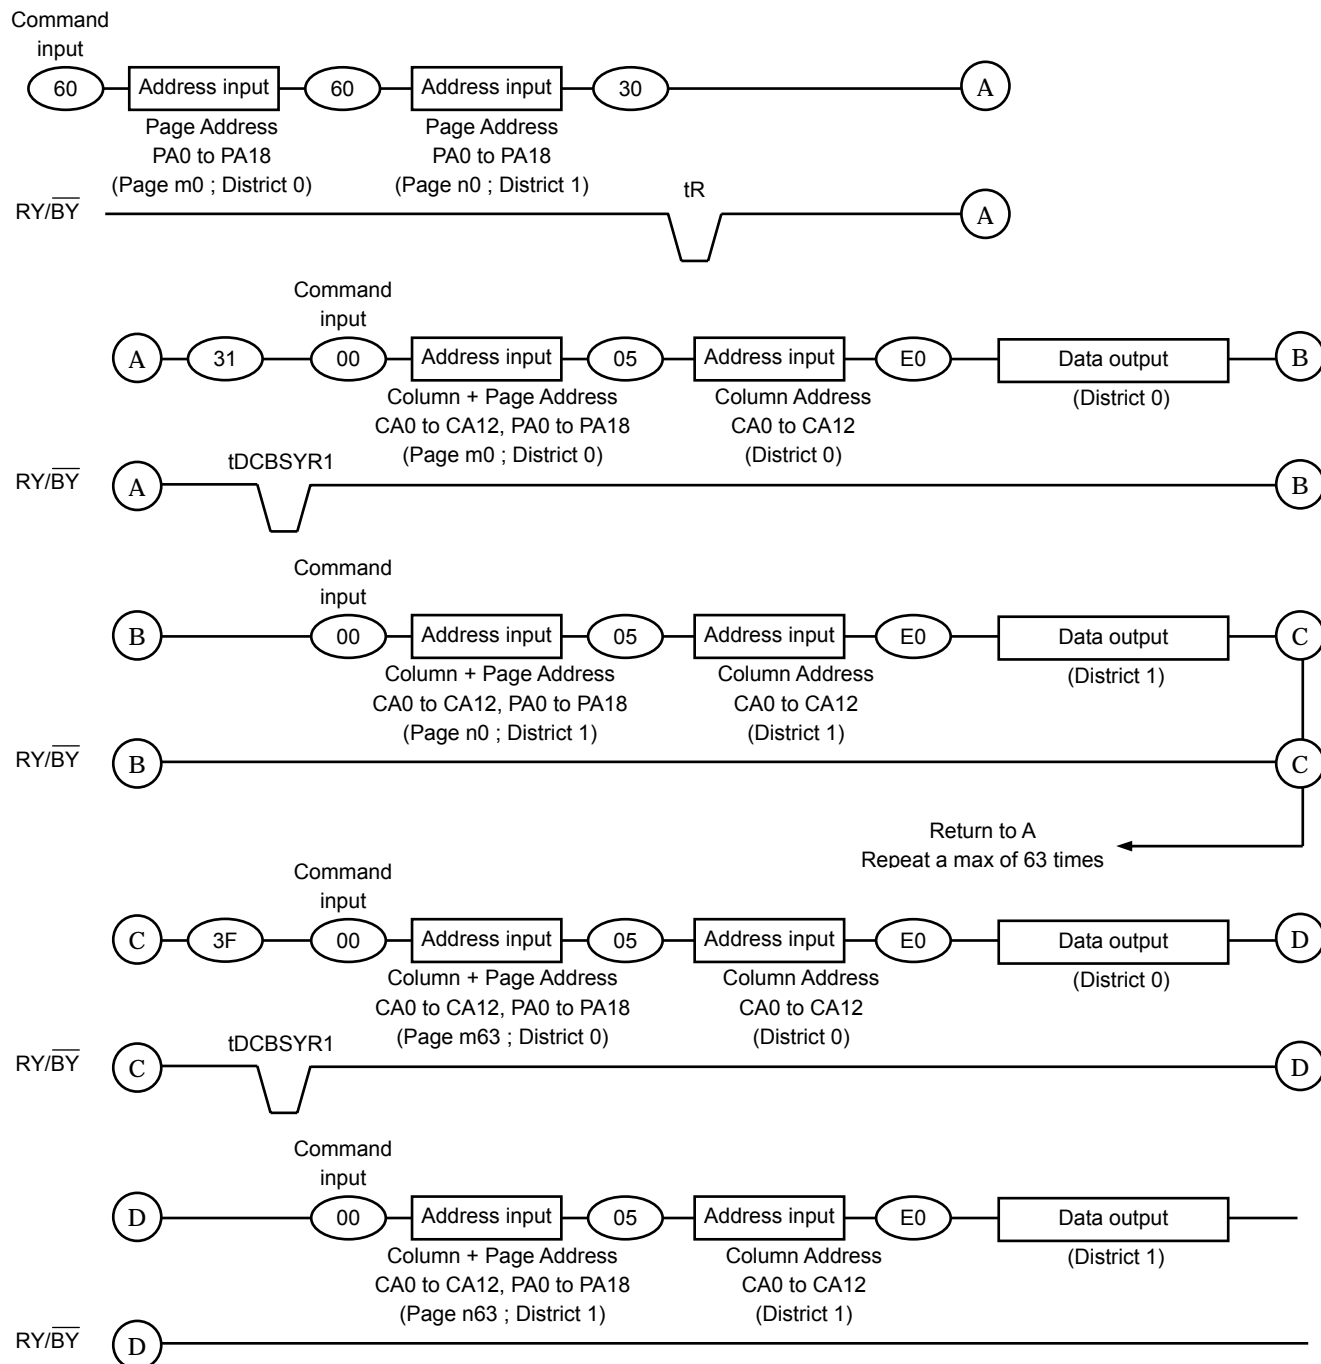 Command
input
60 Address input 60 Address input 30 A
Page Address Page Address
PA0 to PA18 PA0 to PA18
(Page m0 ; District 0) (Page n0 ; District 1)
tR
RY/BY A
Command
input
A 31 00 Address input 05 Address input E0 Data output B
Column + Page Address Column Address (District 0)
CA0 to CA12, PA0 to PA18 CA0 to CA12
(Page m0 ; District 0) (District 0)
tDCBSYR1
RY/BY A B
Command
input
B 00 Address input 05 Address input E0 Data output C
Column + Page Address Column Address (District 1)
CA0 to CA12, PA0 to PA18 CA0 to CA12
(Page n0 ; District 1) (District 1)
RY/BY B C
Return to A
Repeat a max of 63 times
Command
input
C 3F 00 Address input 05 Address input E0 Data output D
Column + Page Address Column Address (District 0)
CA0 to CA12, PA0 to PA18 CA0 to CA12
(Page m63 ; District 0) (District 0)
tDCBSYR1
RY/BY C D
Command
input
D 00 Address input 05 Address input E0 Data output
Column + Page Address Column Address (District 1)
CA0 to CA12, PA0 to PA18 CA0 to CA12
(Page n63 ; District 1) (District 1)
RY/BY D